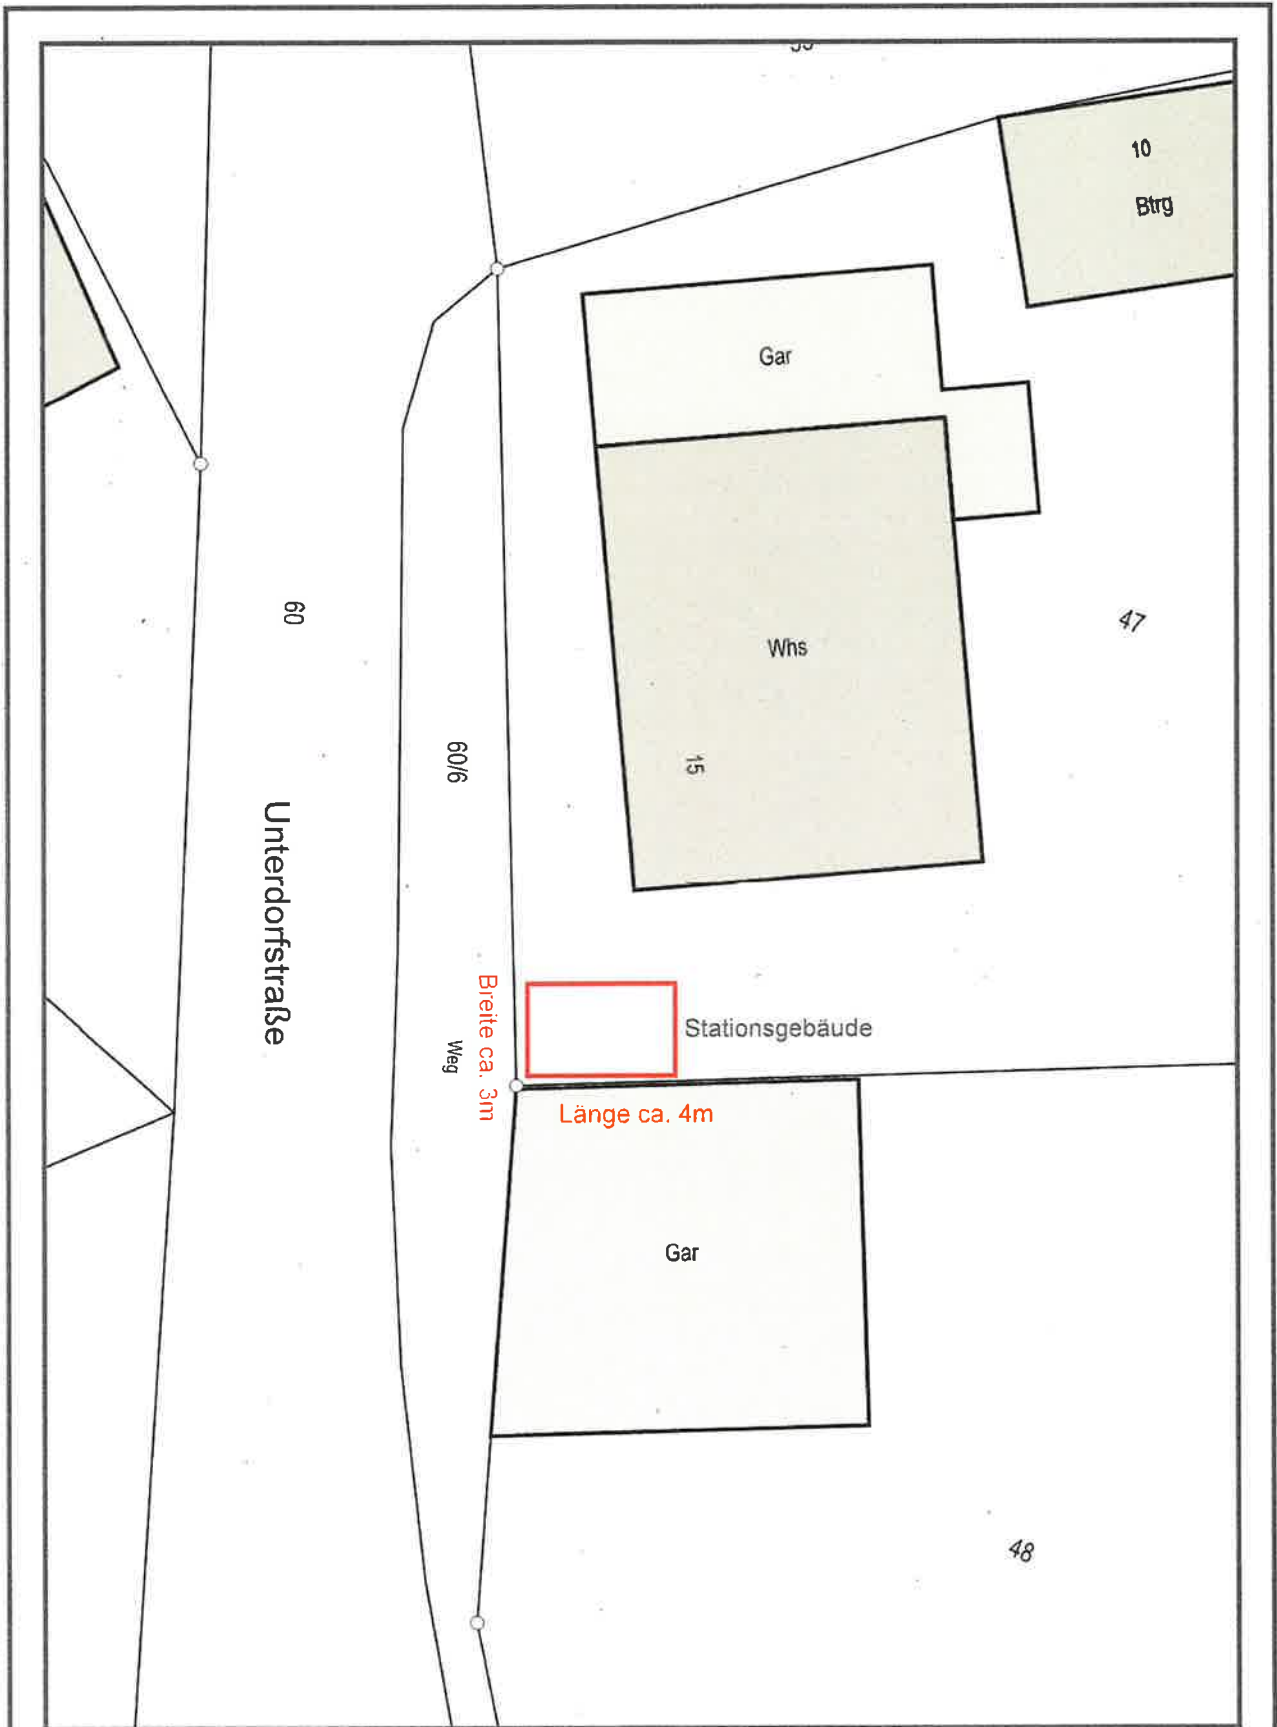 10
Btrg
Gar
60
47
Whs
60/6
15
Unterdorfstraße
Breite ca. 3m
Stationsgebäude
Weg
Länge ca. 4m
Gar
48